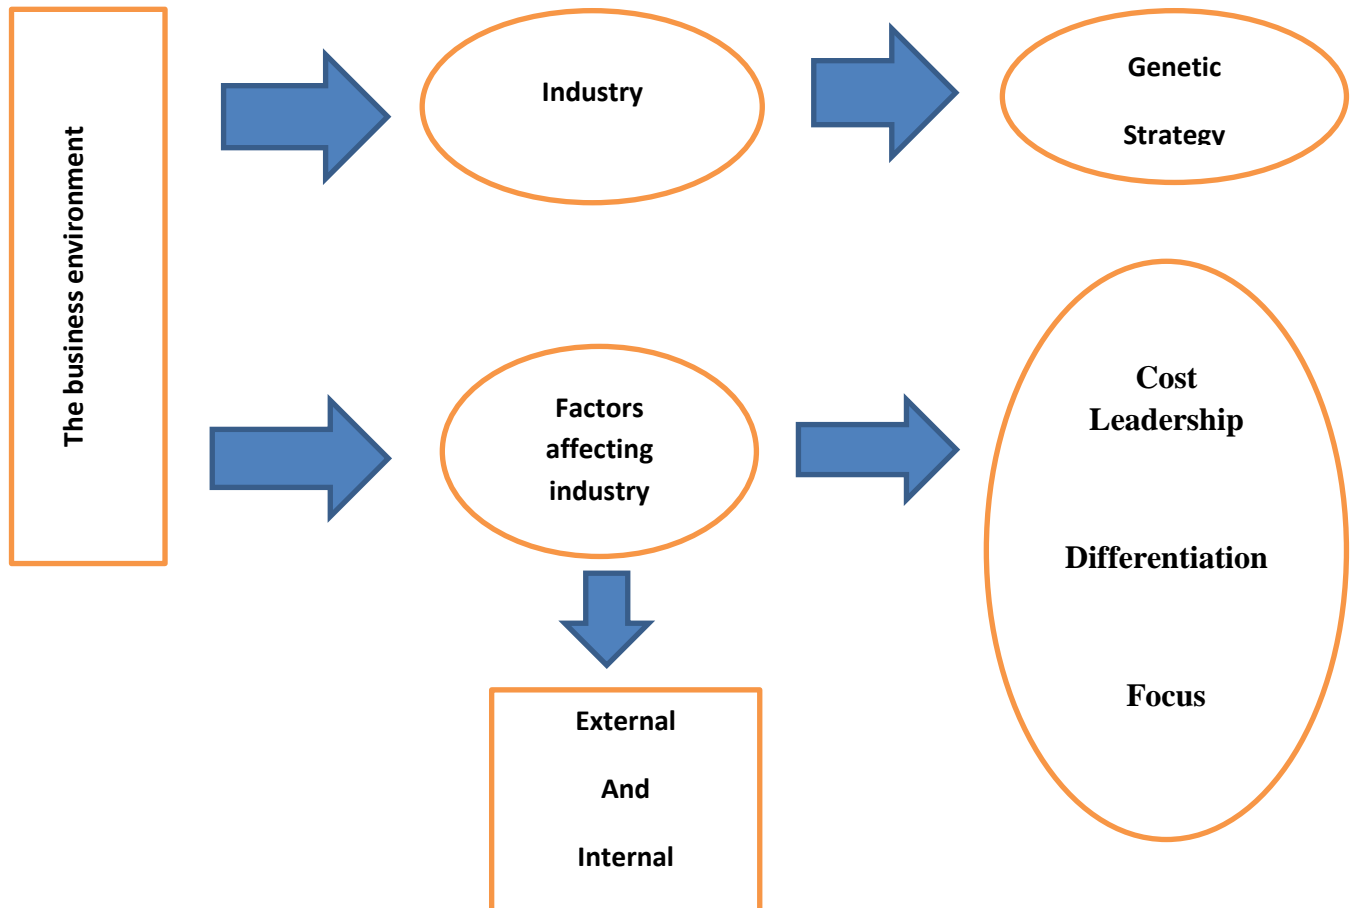 The business environment
Industry
Genetic
Strategy
Factors
affecting
industry
Cost
Leadership
Differentiation
Focus
External
And
Internal